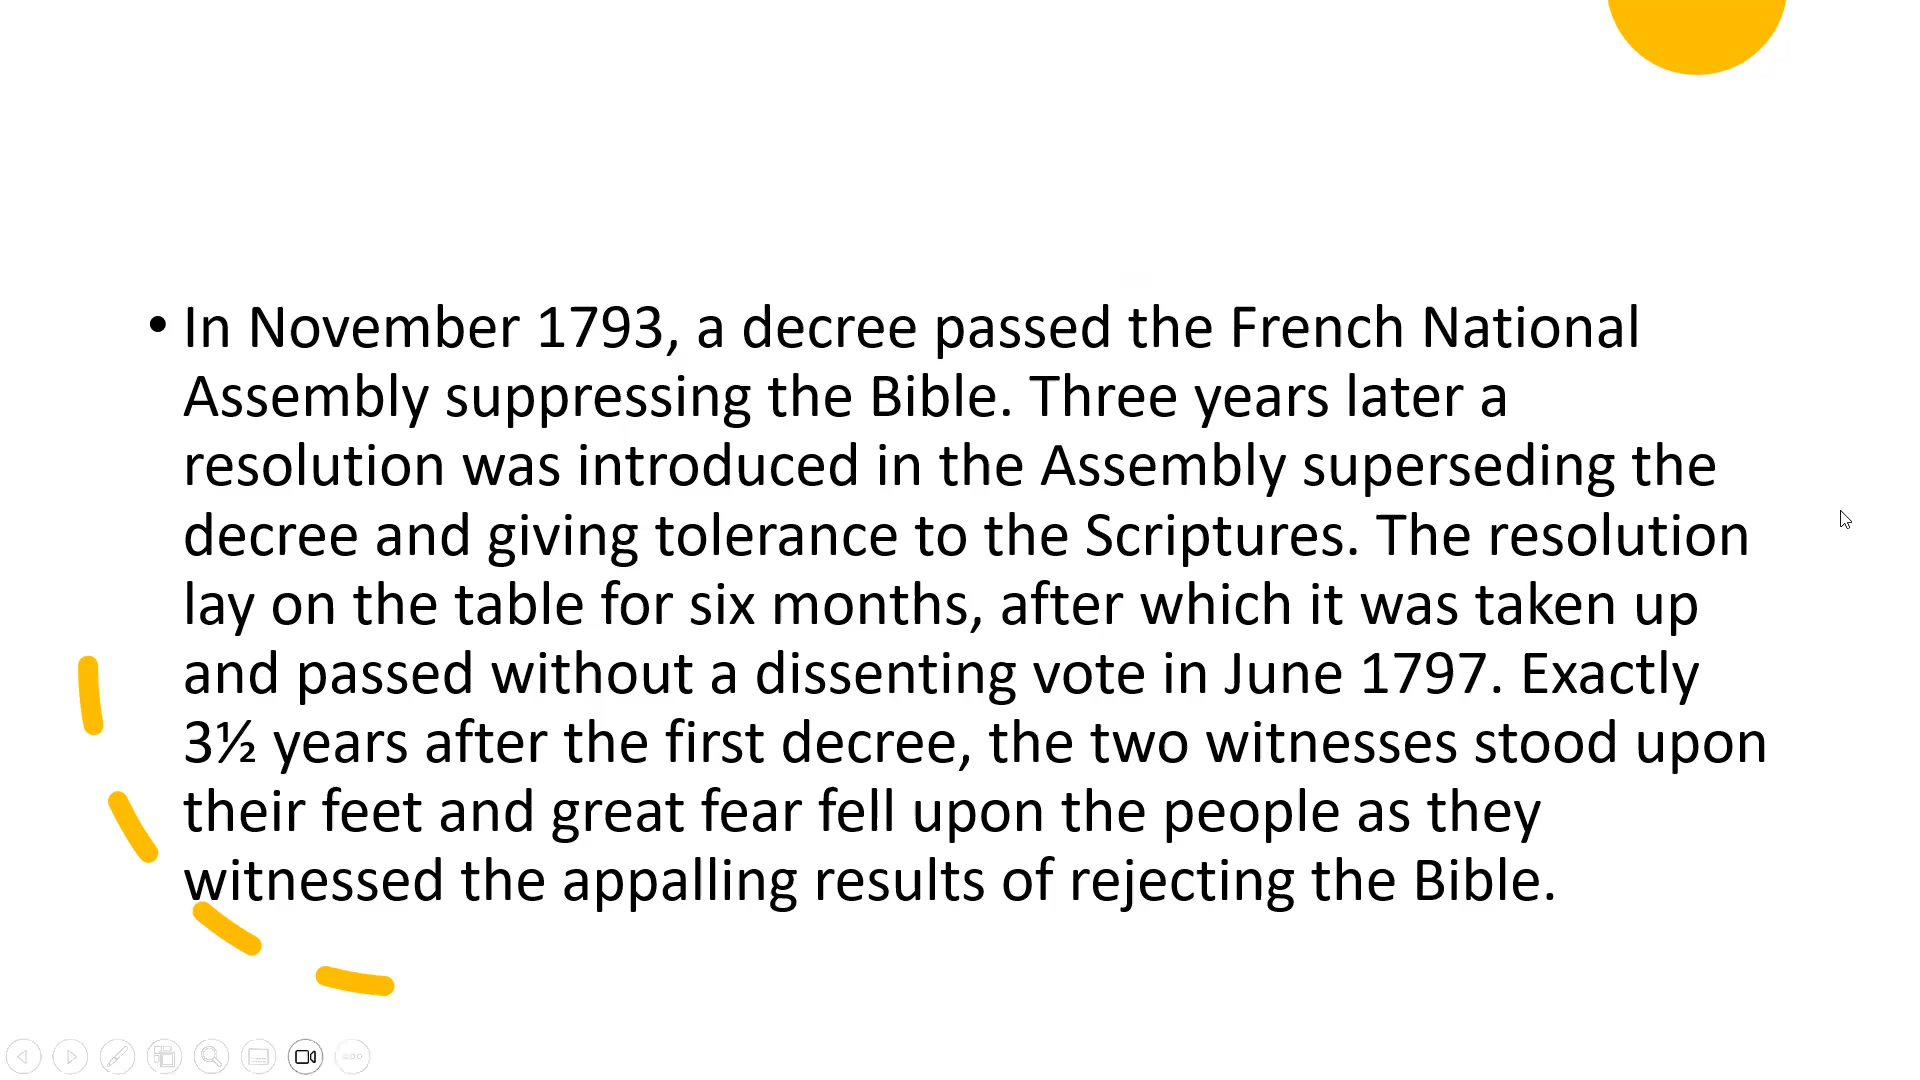 • In November 1793, a decree passed the French National
Assembly suppressing the Bible. Three years later a
resolution was introduced in the Assembly superseding the
decree and giving tolerance to the Scriptures. The resolution
lay on the table for six months, after which it was taken up
and passed without a dissenting vote in June 1797. Exactly
3½ years after the first decree, the two witnesses stood upon
their feet and great fear fell upon the people as they
witnessed the appalling results of rejecting the Bible.